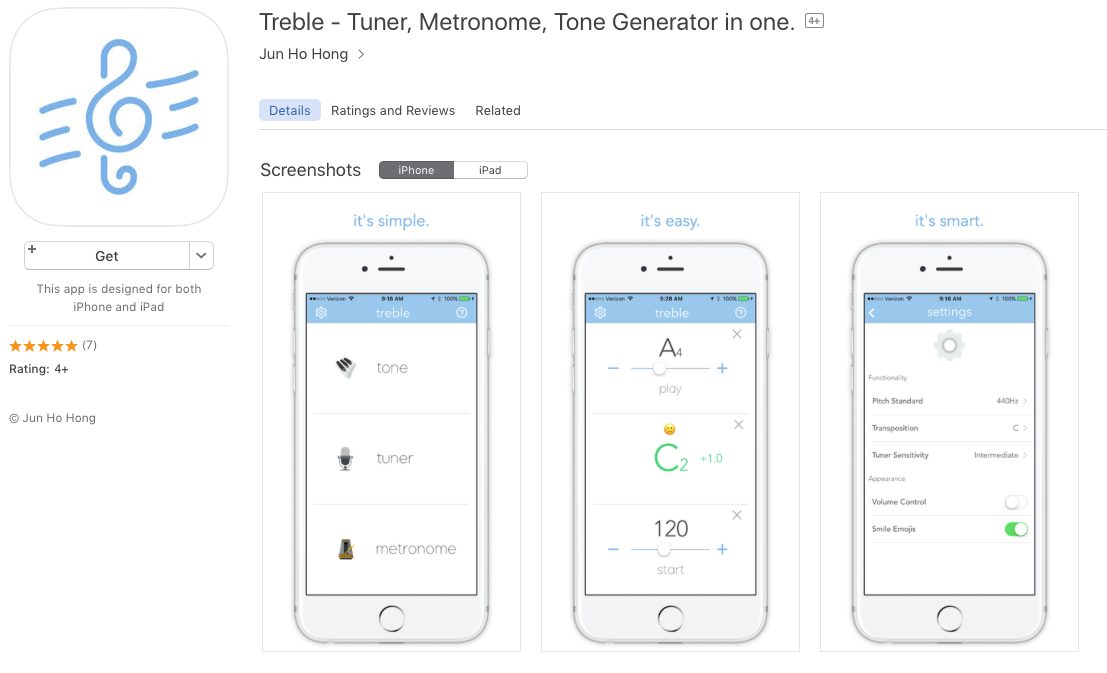 Treble - Tuner, Metronome, Tone Generator in one. 4+
Jun Ho Hong
Details Ratings and Reviews Related
Screenshots iPhone iPad
Get
This app is designed for both
iPhone and iPad
(7)
Rating: 4+
© Jun Ho Hong
it's simple.
Verizon 9:16 AM 100%
treble
tone
tuner
metronome
it's easy.
Verizon 9:28 AM 100%
treble
A4
play
C2 +1.0
120
start
it's smart.
Verizon 9:16 AM 100%
settings
Functionality
Pitch Standard 440Hz
Transposition C
Tuner Sensitivity Intermediate
Appearance
Volume Control
Smile Emojis